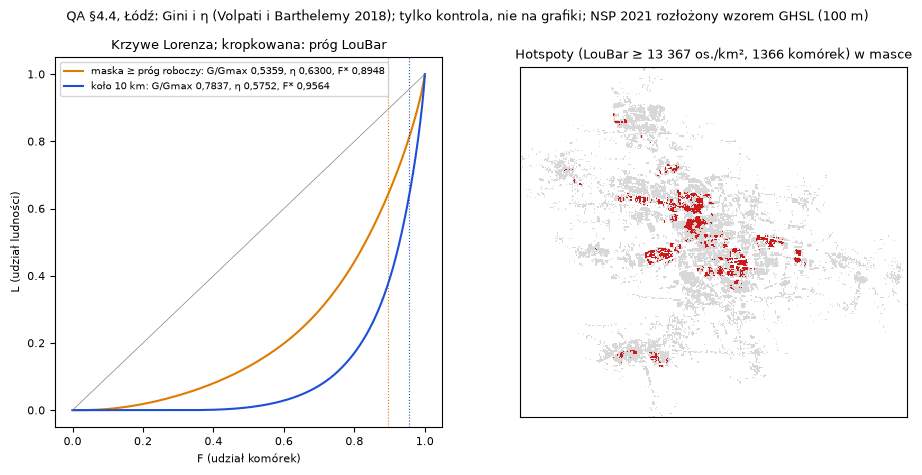 QA §4.4, Łódź: Gini i η (Volpati i Barthelemy 2018); tylko kontrola, nie na grafiki; NSP 2021 rozłożony wzorem GHSL (100 m)
Krzywe Lorenza; kropkowana: próg LouBar
maska ≥ próg roboczy: G/Gmax 0,5359, η 0,6300, F* 0,8948
koło 10 km: G/Gmax 0,7837, η 0,5752, F* 0,9564
1.0
0.8
0.6
0.4
0.2
0.0
L (udział ludności)
0.0 0.2 0.4 0.6 0.8 1.0
F (udział komórek)
Hotspoty (LouBar ≥ 13 367 os./km², 1366 komórek) w masce